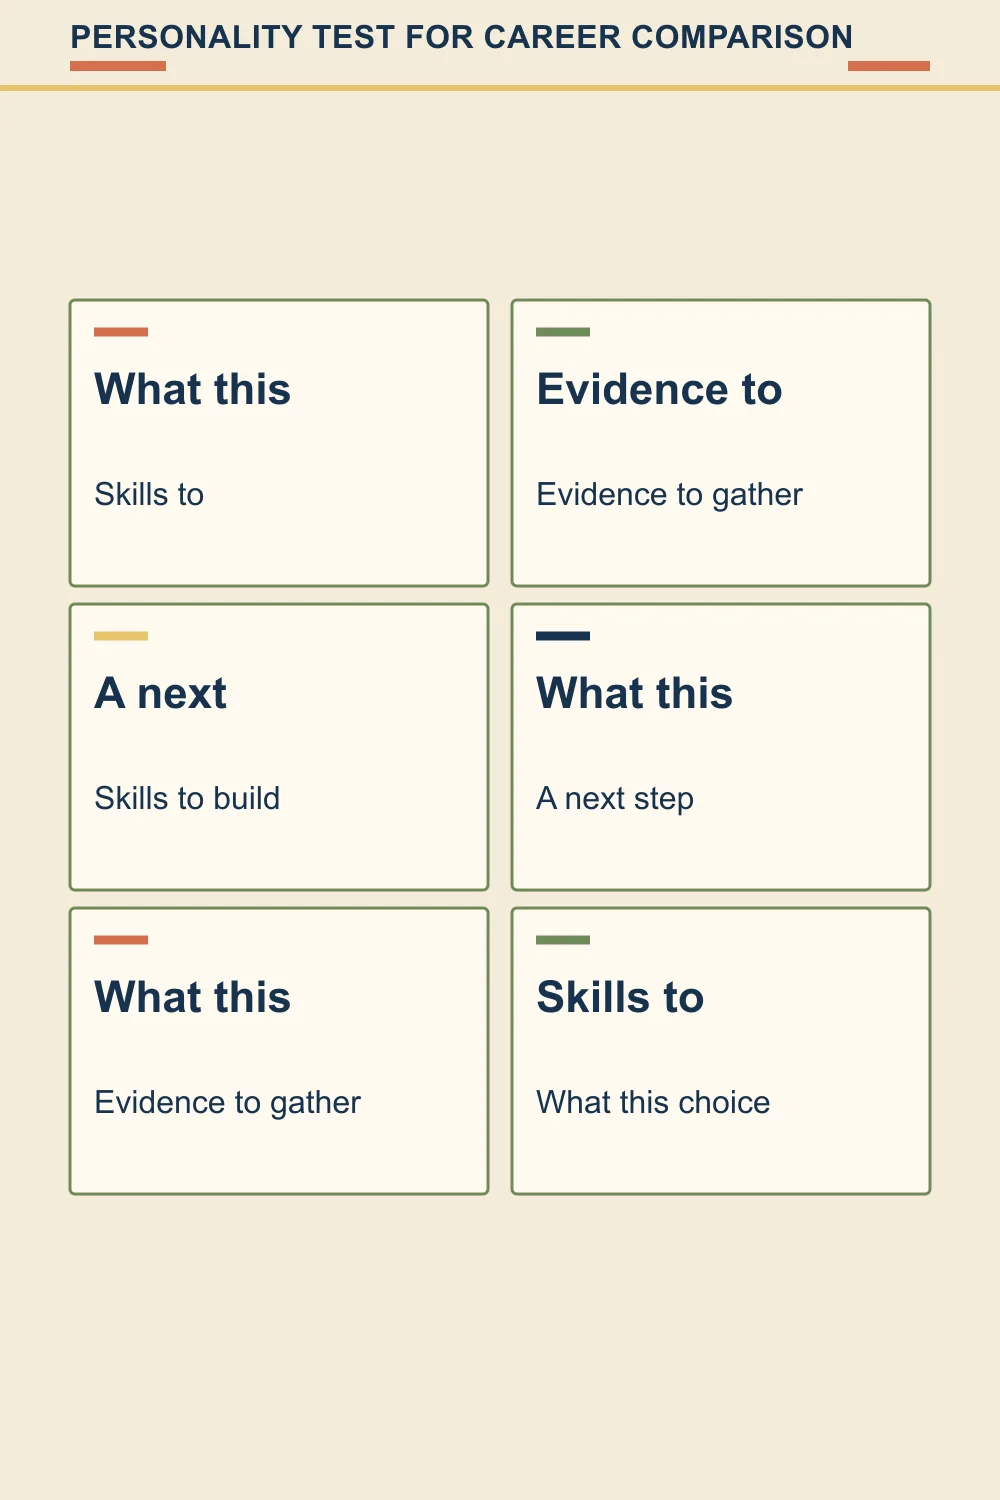 PERSONALITY TEST FOR CAREER COMPARISON
What this
Skills to
Evidence to
Evidence to gather
A next
Skills to build
What this
A next step
What this
Evidence to gather
Skills to
What this choice